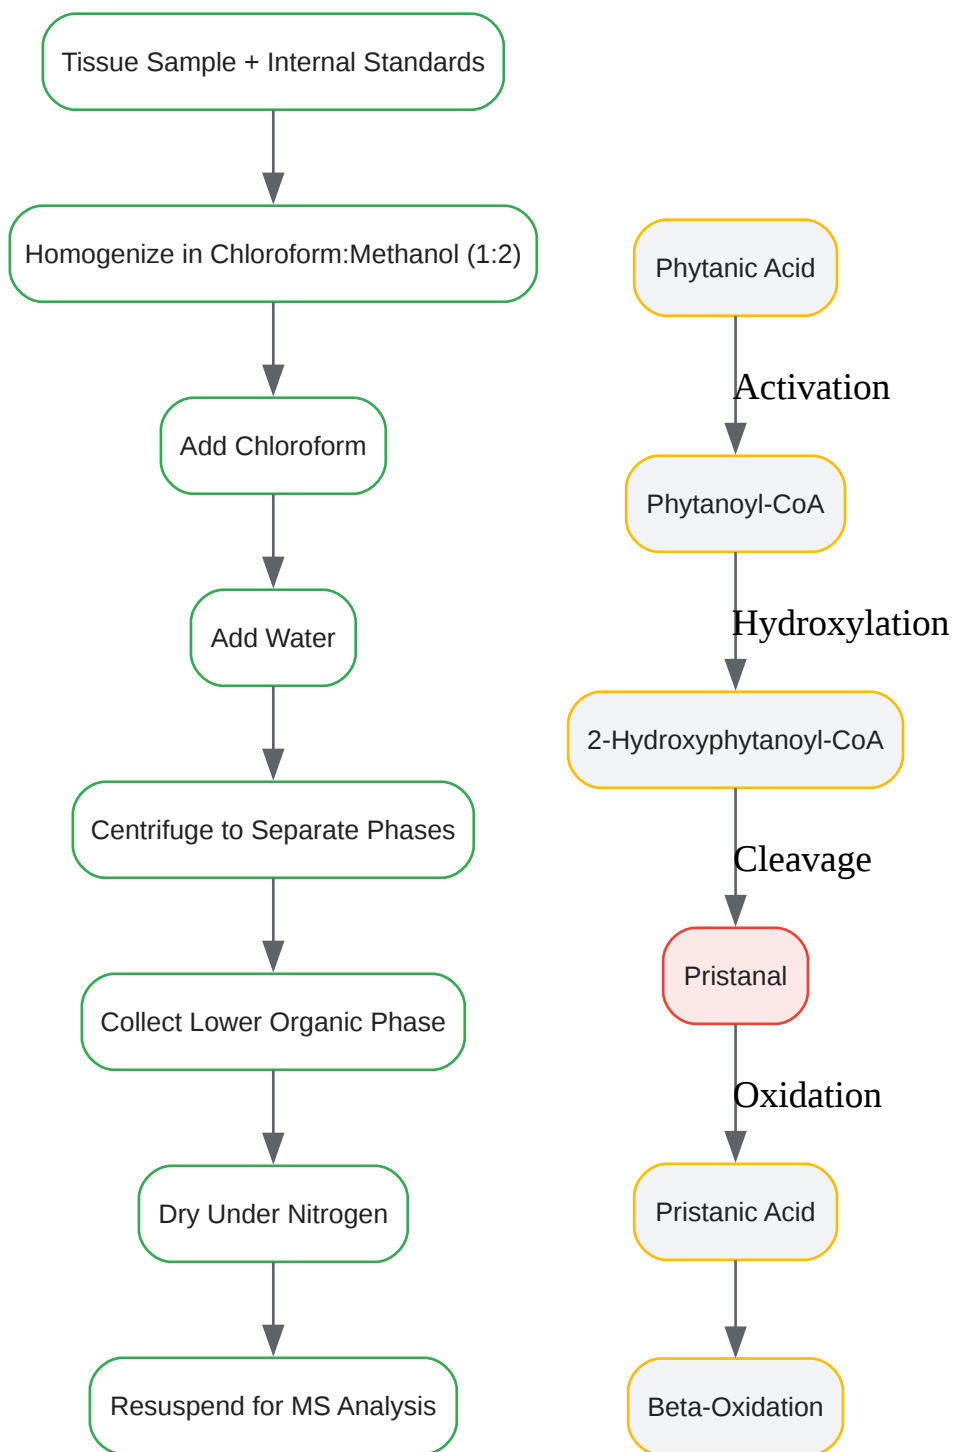 Tissue Sample + Internal Standards
Homogenize in Chloroform:Methanol (1:2)
Add Chloroform
Add Water
Centrifuge to Separate Phases
Collect Lower Organic Phase
Dry Under Nitrogen
Resuspend for MS Analysis
Phytanic Acid
Activation
Phytanoyl-CoA
Hydroxylation
2-Hydroxyphytanoyl-CoA
Cleavage
Pristanal
Oxidation
Pristanic Acid
Beta-Oxidation